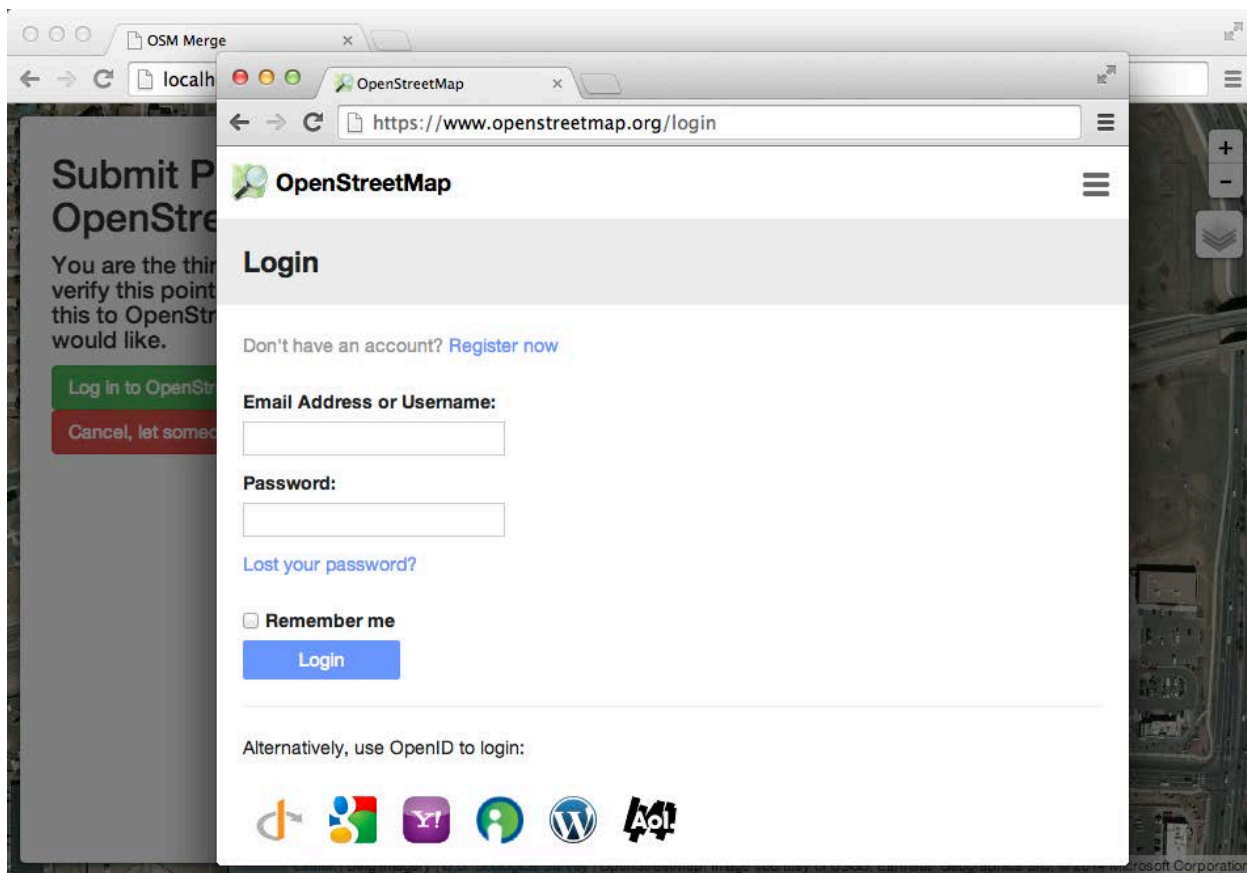 OSM Merge
localh
OpenStreetMap
https://www.openstreetmap.org/login
OpenStreetMap
Login
Don't have an account? Register now
Email Address or Username:
Password:
Lost your password?
Remember me
Login
Alternatively, use OpenID to login:
Y!
Aol.
Submit P
OpenStre
You are the thir
verify this point
this to OpenStr
would like.
Log in to OpenStr
Cancel, let someo
+
-